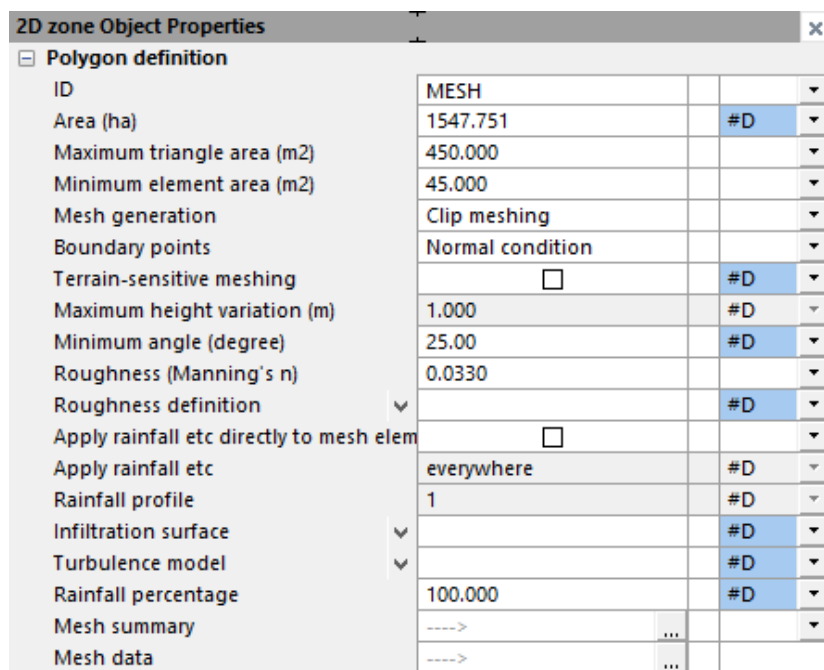 2D zone Object Properties
Polygon definition
ID MESH
Area (ha) 1547.751 #D
Maximum triangle area (m2) 450.000
Minimum element area (m2) 45.000
Mesh generation Clip meshing
Boundary points Normal condition
Terrain-sensitive meshing #D
Maximum height variation (m) 1.000 #D
Minimum angle (degree) 25.00 #D
Roughness (Manning's n) 0.0330
Roughness definition #D
Apply rainfall etc directly to mesh elem
Apply rainfall etc everywhere #D
Rainfall profile 1 #D
Infiltration surface #D
Turbulence model #D
Rainfall percentage 100.000 #D
Mesh summary ----> ...
Mesh data ----> ...